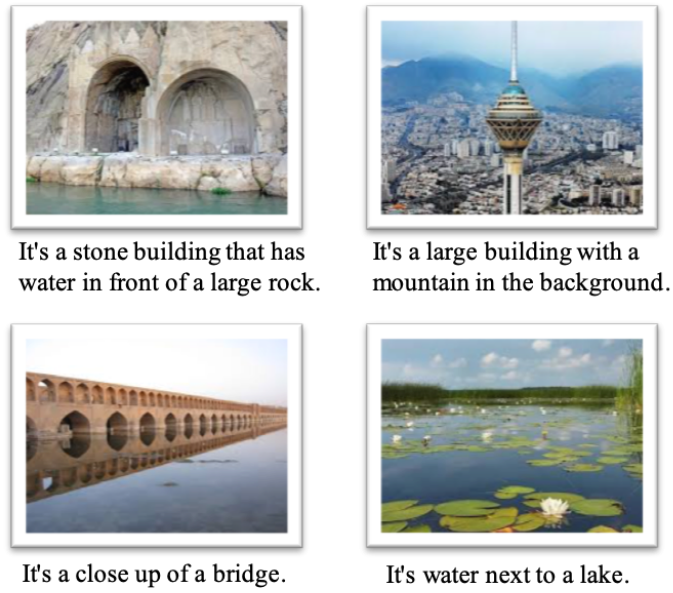 It's a stone building that has
water in front of a large rock.
It's a large building with a
mountain in the background.
It's a close up of a bridge.
It's water next to a lake.